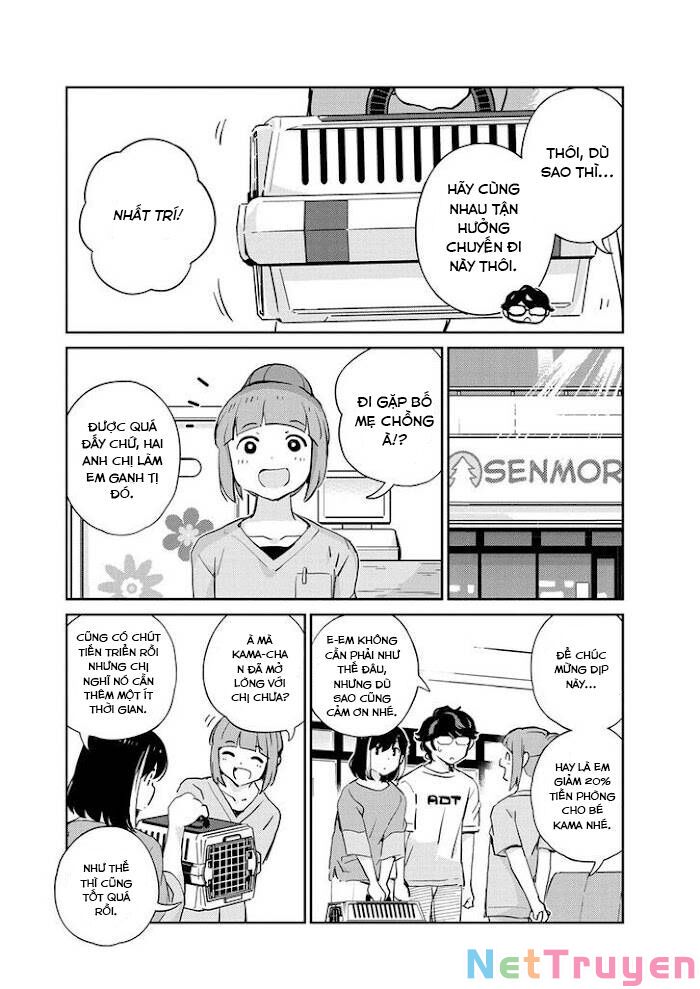 THÔI, DÙ
SAO THÌ...
HÃY CÙNG
NHAU TẬN
HƯỞNG
CHUYẾN ĐI
NÀY THÔI.
NHẤT TRÍ!
SENMOR
ĐI GẶP BỐ
MẸ CHỒNG
À!?
ĐƯỢC QUÁ
ĐẤY CHỨ, HAI
ANH CHỊ LÀM
EM GANH TỊ
ĐÓ.
ĐỂ CHÚC
MỪNG DỊP
NÀY...
HAY LÀ EM
GIẢM 20%
TIỀN PHÒNG
CHO BÉ
KAMA NHÉ.
E-EM KHÔNG
CẦN PHẢI NHƯ
THẾ ĐÂU,
NHƯNG DÙ
SAO CŨNG
CẢM ƠN NHÉ.
ADT
À MÀ
KAMA-CHA
N ĐÃ MỞ
LÒNG VỚI
CHỊ CHƯA?
CŨNG CÓ CHÚT
TIẾN TRIỂN RỒI
NHƯNG CHỊ
NGHĨ NÓ CẦN
THÊM MỘT ÍT
THỜI GIAN.
NHƯ THẾ
THÌ CŨNG
TỐT QUÁ
RỒI.
NetTruyen